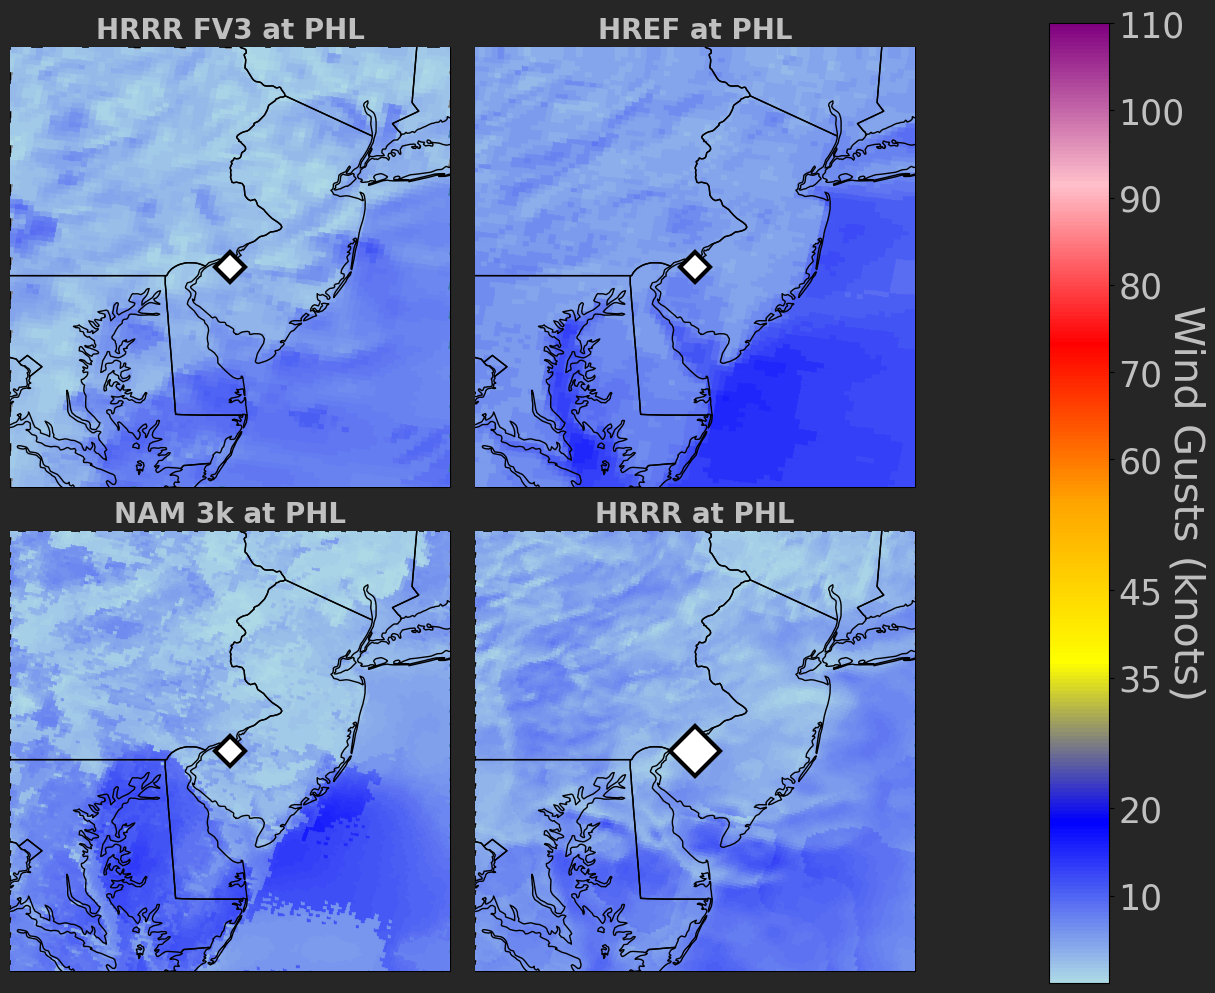 HRRR FV3 at PHL
HREF at PHL
NAM 3k at PHL
HRRR at PHL
110
100
90
80
70
60
45
35
20
10
Wind Gusts (knots)